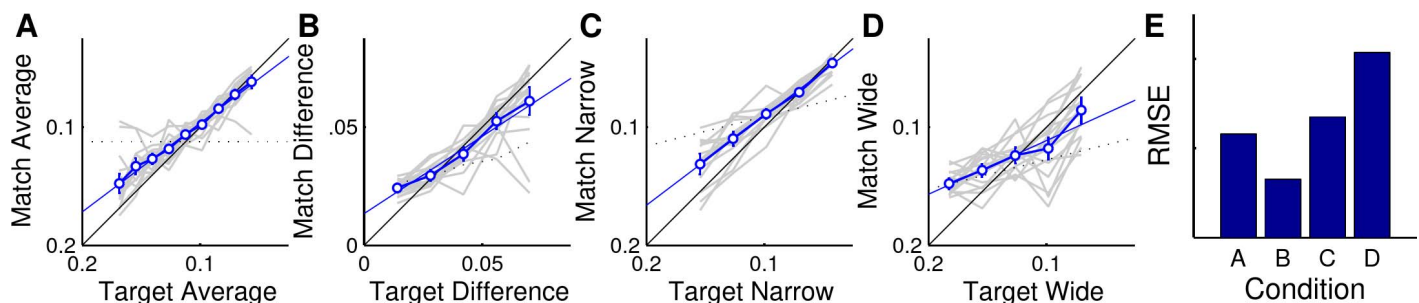 A
Match Average
0.1
0.2
0.2
0.1
Target Average
B
Match Difference
.05
0
0
0.05
Target Difference
C
Match Narrow
0.1
0.2
0.2
0.1
Target Narrow
D
Match Wide
0.1
0.2
0.2
0.1
Target Wide
E
RMSE
A B C D
Condition